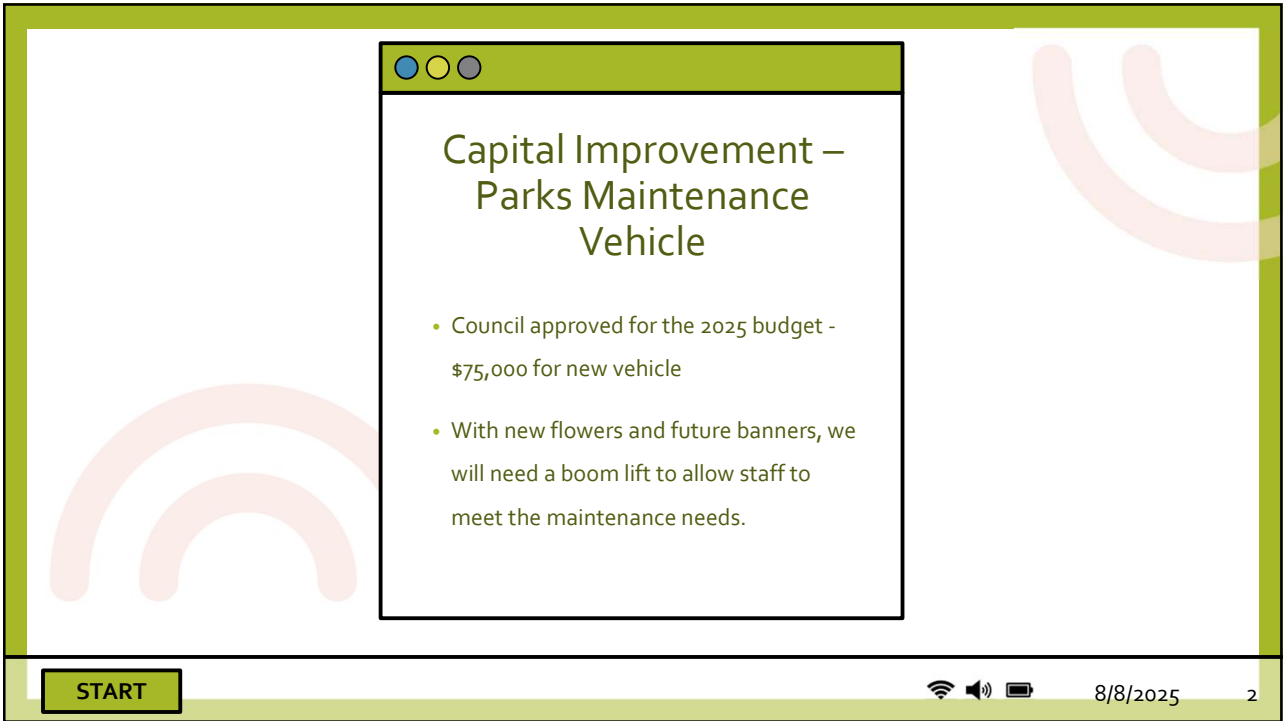 Capital Improvement –
Parks Maintenance
Vehicle
• Council approved for the 2025 budget -
$75,000 for new vehicle
• With new flowers and future banners, we
will need a boom lift to allow staff to
meet the maintenance needs.
START
8/8/2025
2